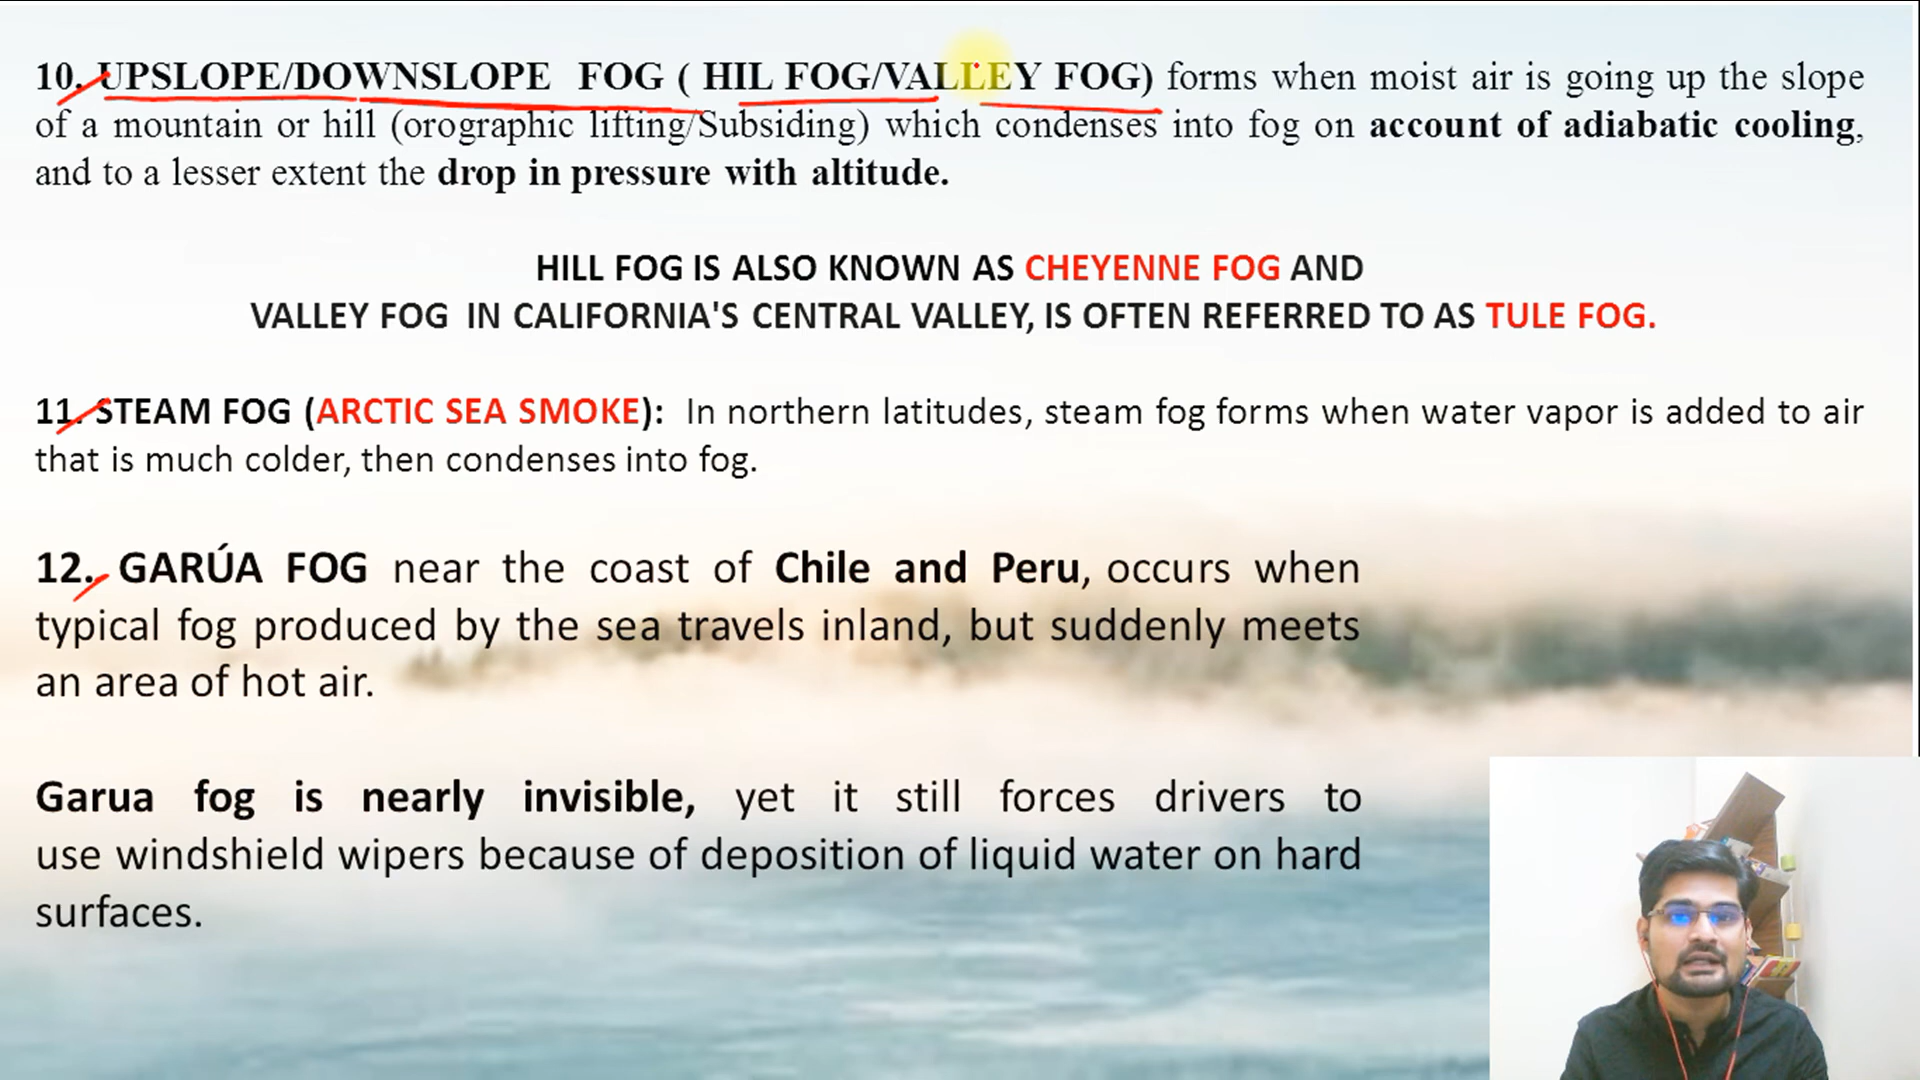 10. UPSLOPE/DOWNSLOPE FOG ( HIL FOG/VALLEY FOG) forms when moist air is going up the slope
of a mountain or hill (orographic lifting/Subsiding) which condenses into fog on account of adiabatic cooling,
and to a lesser extent the drop in pressure with altitude.
HILL FOG IS ALSO KNOWN AS CHEYENNE FOG AND
VALLEY FOG IN CALIFORNIA'S CENTRAL VALLEY, IS OFTEN REFERRED TO AS TULE FOG.
11. STEAM FOG (ARCTIC SEA SMOKE): In northern latitudes, steam fog forms when water vapor is added to air
that is much colder, then condenses into fog.
12. GARÚA FOG near the coast of Chile and Peru, occurs when
typical fog produced by the sea travels inland, but suddenly meets
an area of hot air.
Garua fog is nearly invisible, yet it still forces drivers to
use windshield wipers because of deposition of liquid water on hard
surfaces.